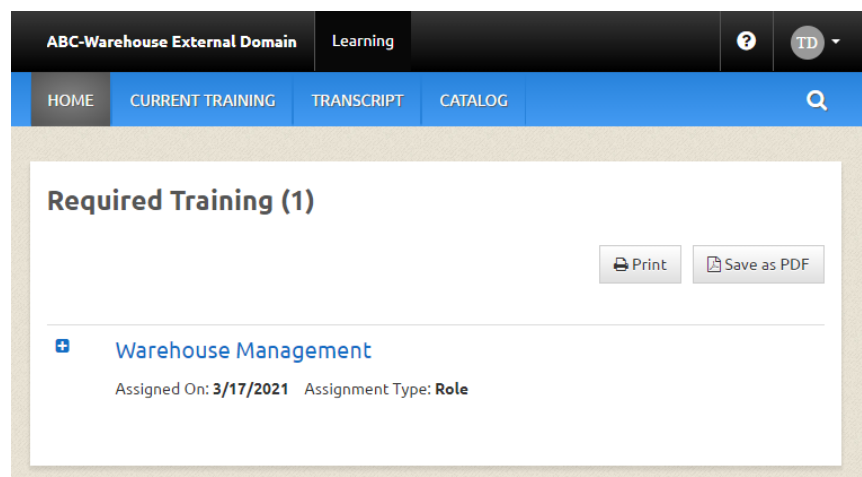 ABC-Warehouse External Domain Learning ? TD
HOME CURRENT TRAINING TRANSCRIPT CATALOG
Required Training (1)
Print Save as PDF
Warehouse Management
Assigned On: 3/17/2021 Assignment Type: Role